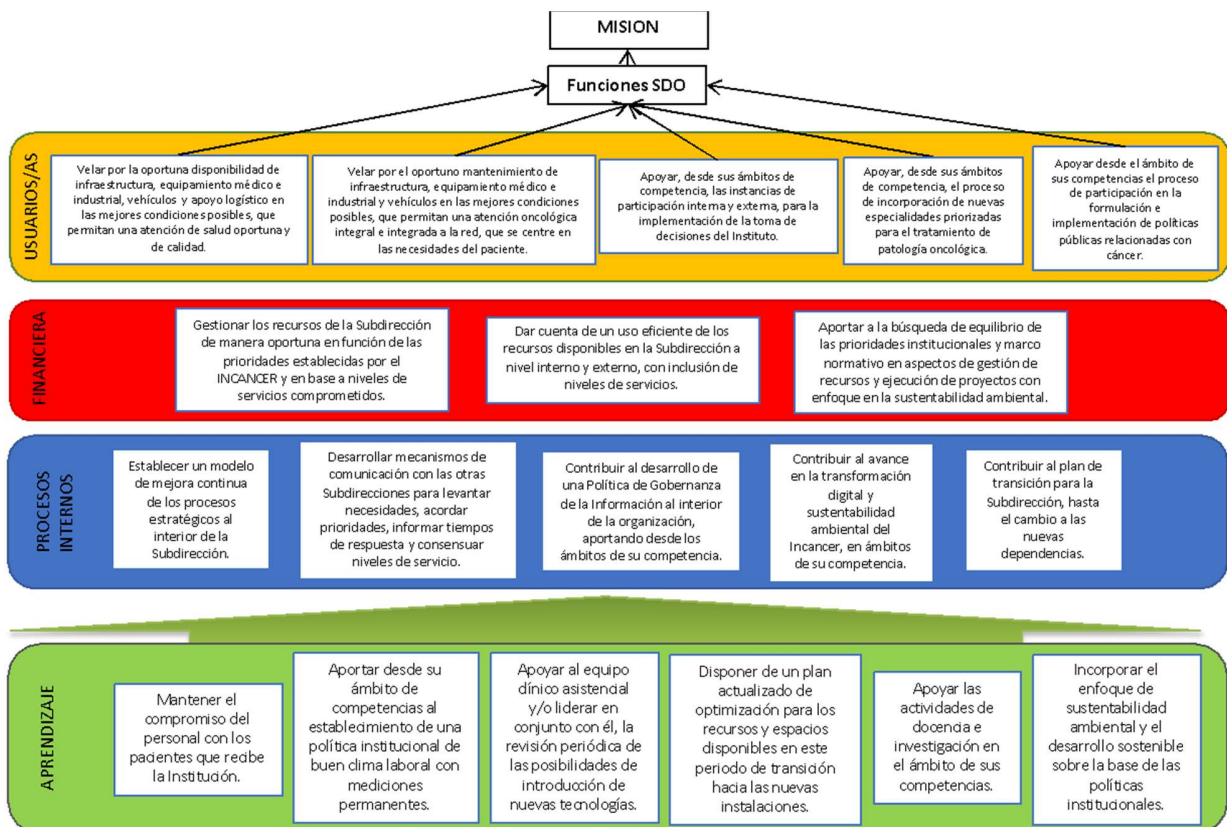 MISION
Funciones SDO
USUARIOS/AS
Velar por la oportuna disponibilidad de
infraestructura, equipamiento médico e
industrial, vehículos y apoyo logístico
en las mejores condiciones posibles, que
permitan una atención de salud oportuna y
de calidad.
Velar por el oportuno mantenimiento de
infraestructura, equipamiento médico e
industrial y vehículos en las mejores condiciones
posibles, que permitan una atención oncológica
integral e integrada a la red, que se centre en
las necesidades del paciente.
Apoyar, desde sus ámbitos de
competencia, las instancias de
participación interna y externa, para la
implementación de la toma de
decisiones del Instituto.
Apoyar, desde sus ámbitos
de competencia, el proceso
de incorporación de nuevas
especialidades priorizadas
para el tratamiento de
patología oncológica.
Apoyar desde el ámbito de
sus competencias el proceso
de participación en la
formulación e
implementación de políticas
públicas relacionadas con
cáncer.
FINANCIERA
Gestionar los recursos de la Subdirección
de manera oportuna en función de las
prioridades establecidas por el
INCANCER y en base a niveles de
servicios comprometidos.
Dar cuenta de un uso eficiente de los
recursos disponibles en la Subdirección a
nivel interno y externo, con inclusión de
niveles de servicios.
Aportar a la búsqueda de equilibrio de
las prioridades institucionales y marco
normativo en aspectos de gestión de
recursos y ejecución de proyectos con
enfoque en la sustentabilidad ambiental.
PROCESOS
INTERNOS
Establecer un modelo
de mejora continua
de los procesos
estratégicos al
interior de la
Subdirección.
Desarrollar mecanismos de
comunicación con las otras
Subdirecciones para levantar
necesidades, acordar
prioridades, informar tiempos
de respuesta y consensuar
niveles de servicio.
Contribuir al desarrollo de
una Política de Gobernanza
de la Información al interior
de la organización,
aportando desde los
ámbitos de su competencia.
Contribuir al avance
en la transformación
digital y
sustentabilidad
ambiental del
Incancer, en ámbitos
de su competencia.
Contribuir al plan de
transición para la
Subdirección, hasta
el cambio a las
nuevas
dependencias.
APRENDIZAJE
Mantener el
compromiso del
personal con los
pacientes que recibe
la Institución.
Aportar desde su
ámbito de
competencias al
establecimiento de una
política institucional de
buen clima laboral con
mediciones
permanentes.
Apoyar al equipo
clínico asistencial
y/o liderar en
conjunto con él, la
revisión periódica de
las posibilidades de
introducción de
nuevas tecnologías.
Disponer de un plan
actualizado de
optimización para los
recursos y espacios
disponibles en este
periodo de transición
hacia las nuevas
instalaciones.
Apoyar las
actividades de
docencia e
investigación en
el ámbito de sus
competencias.
Incorporar el
enfoque de
sustentabilidad
ambiental y el
desarrollo sostenible
sobre la base de las
políticas
institucionales.